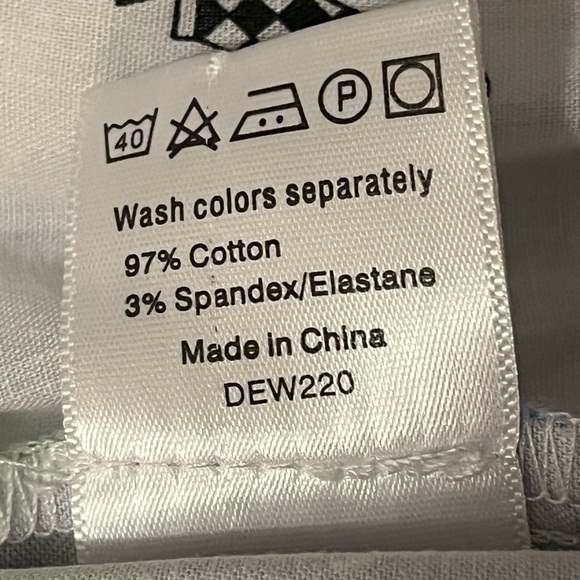 40 P
Wash colors separately
97% Cotton
3% Spandex/Elastane
Made in China
DEW220